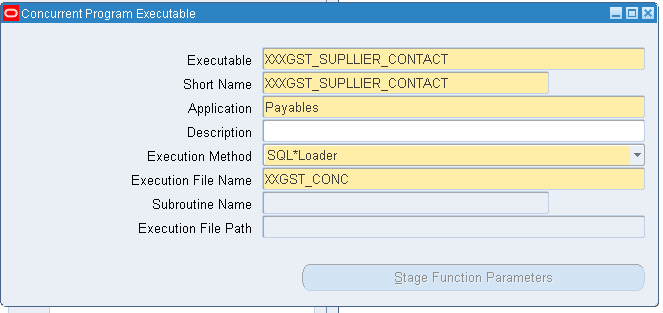 Concurrent Program Executable
Executable XXXGST_SUPLLIER_CONTACT
Short Name XXXGST_SUPLLIER_CONTACT
Application Payables
Description
Execution Method SQL*Loader
Execution File Name XXGST_CONC
Subroutine Name
Execution File Path
Stage Function Parameters